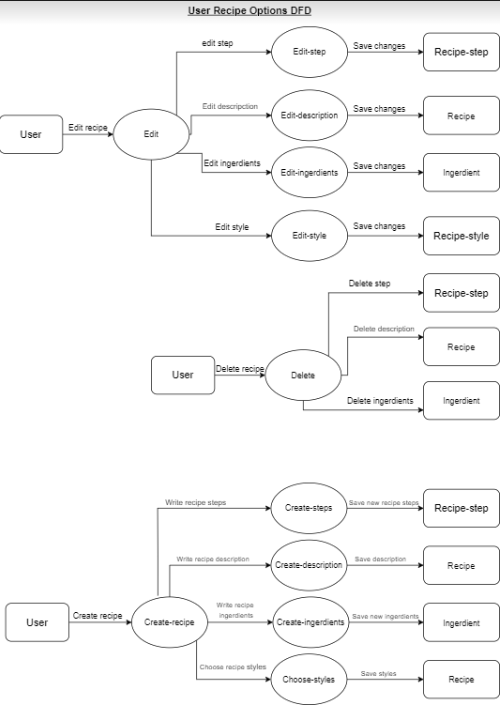 User Recipe Options DFD
edit step
Edit-step
Save changes
Recipe-step
Edit descripction
Edit-description
Save changes
Recipe
User
Edit recipe
Edit
Edit ingerdients
Edit-ingerdients
Save changes
Ingerdient
Edit style
Edit-style
Save changes
Recipe-style
Delete step
Recipe-step
Delete description
Recipe
User
Delete recipe
Delete
Delete ingerdients
Ingerdient
Write recipe steps
Create-steps
Save new recipe steps
Recipe-step
Write recipe description
Create-description
Save description
Recipe
User
Create recipe
Create-recipe
Write recipe
ingerdients
Create-ingerdients
Save new ingerdients
Ingerdient
Choose recipe styles
Choose-styles
Save styles
Recipe